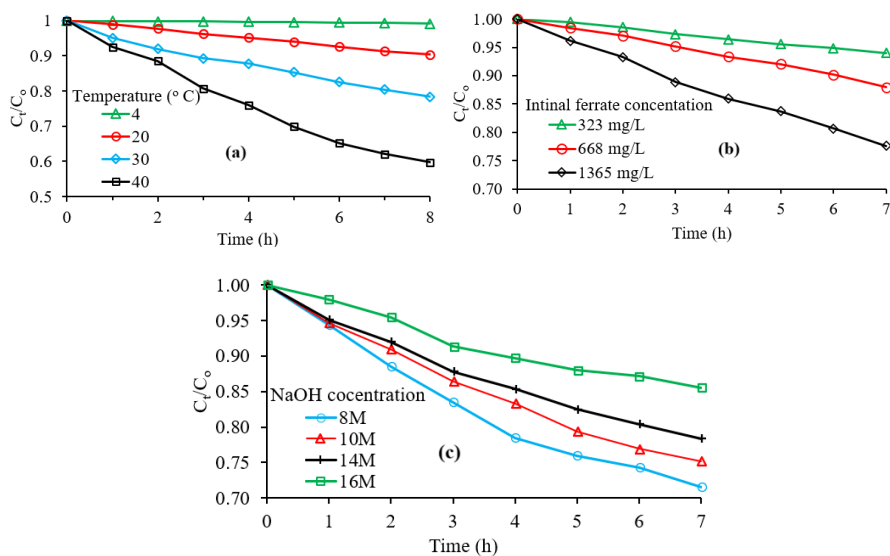 1
0.9
0.8
0.7
0.6
0.5
Ct/Co
Temperature (° C)
4
20
30
40
(a)
0 1 2 3 4 5 6 7 8
Time (h)
1.00
0.95
0.90
0.85
0.80
0.75
0.70
Ct/Co
Intinal ferrate concentation
323 mg/L
668 mg/L
1365 mg/L
(b)
0 1 2 3 4 5 6 7
Time (h)
1.00
0.95
0.90
0.85
0.80
0.75
0.70
Ct/Co
NaOH cocentration
8M
10M
14M
16M
(c)
0 1 2 3 4 5 6 7
Time (h)